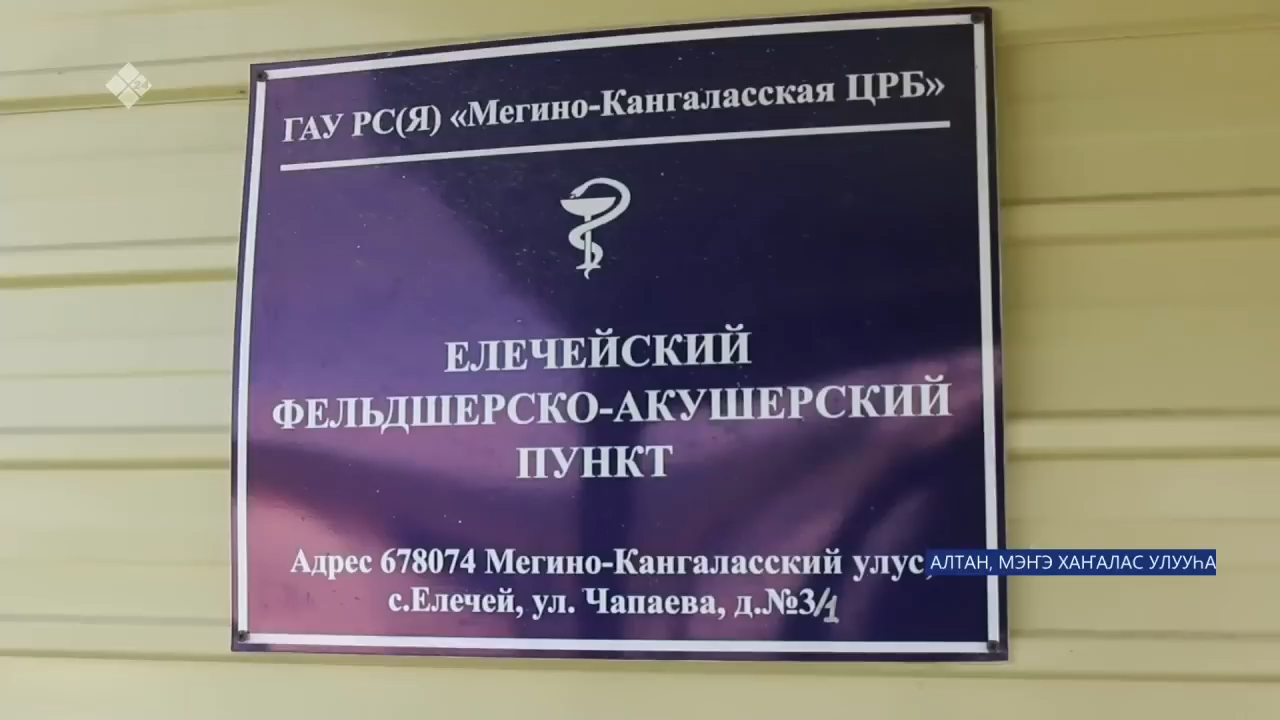 24
ГАУ РС(Я) «Мегино-Кангаласская ЦРБ»
ЕЛЕЧЕЙСКИЙ
ФЕЛЬДШЕРСКО-АКУШЕРСКИЙ
ПУНКТ
Адрес 678074 Мегино-Кангаласский улус,
с.Елечей, ул. Чапаева, д.№3/1
АЛТАН, МЭҤЭ ХАҤАЛАС УЛУУҺА